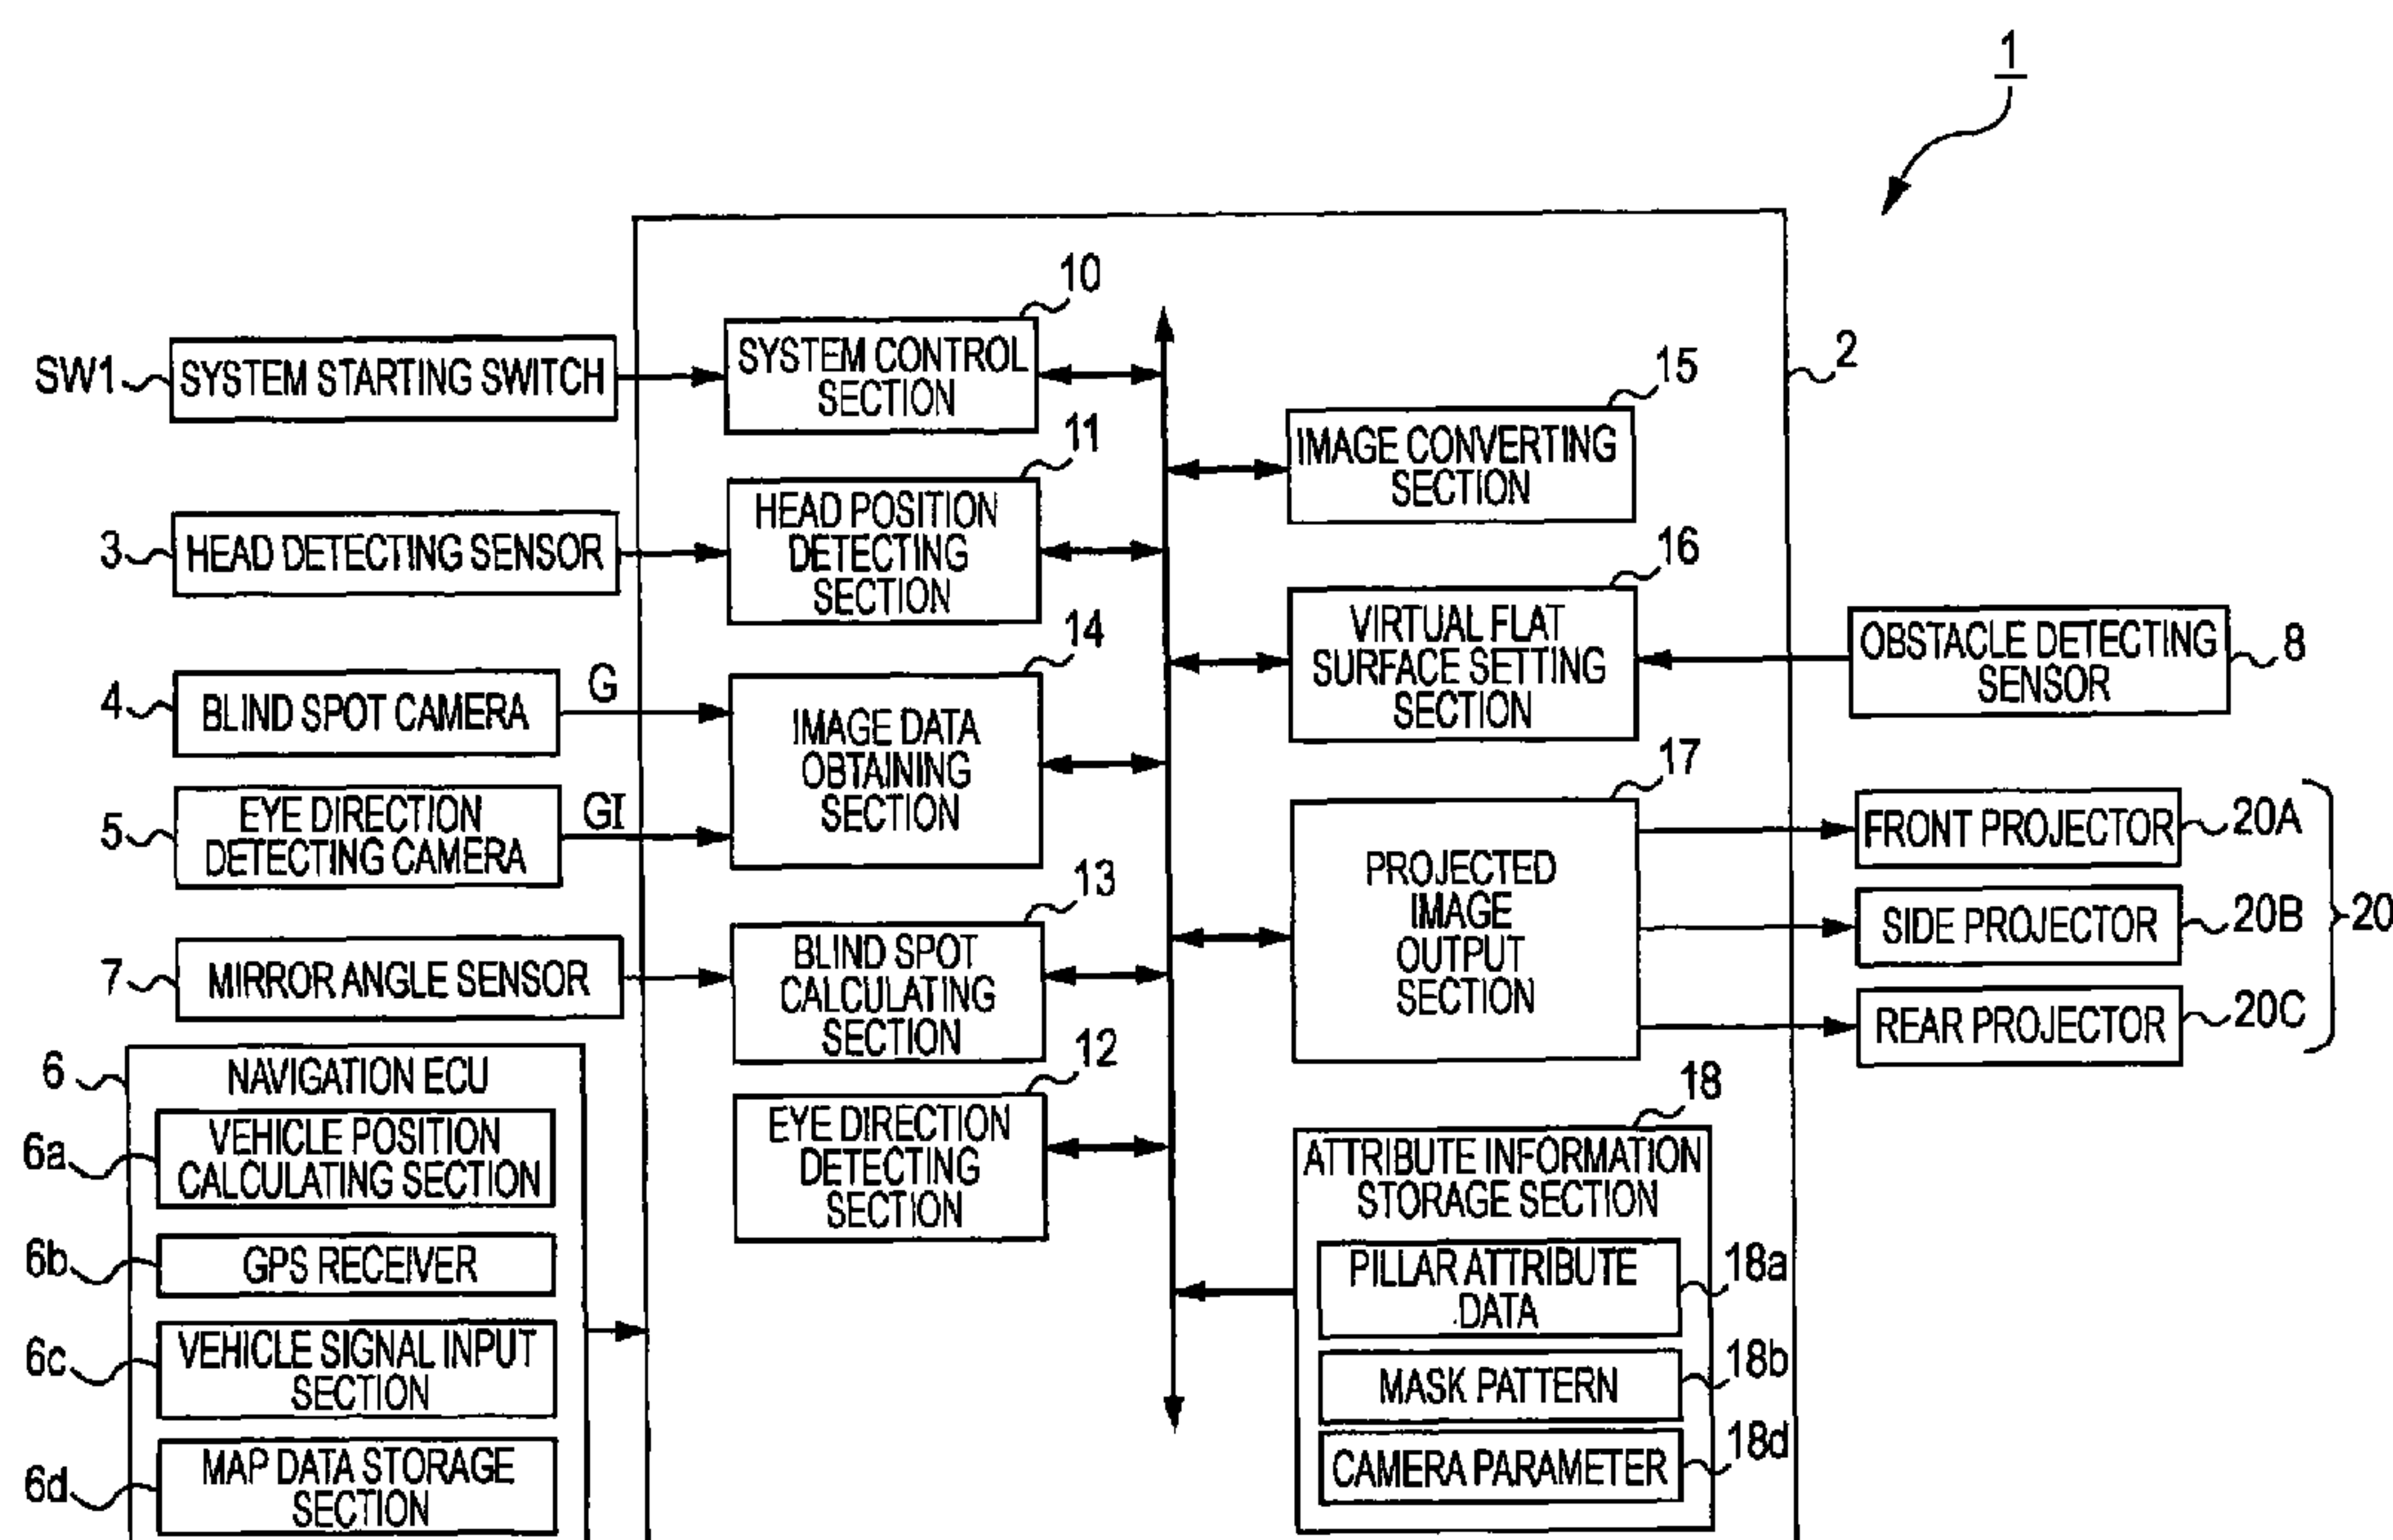 1
10
SW1
SYSTEM STARTING SWITCH
SYSTEM CONTROL
SECTION
2
15
IMAGE CONVERTING
SECTION
11
3
HEAD DETECTING SENSOR
HEAD POSITION
DETECTING
SECTION
16
VIRTUAL FLAT
SURFACE SETTING
SECTION
OBSTACLE DETECTING
SENSOR
8
14
4
BLIND SPOT CAMERA
G
IMAGE DATA
OBTAINING
SECTION
5
EYE DIRECTION
DETECTING CAMERA
GI
17
PROJECTED
IMAGE
OUTPUT
SECTION
FRONT PROJECTOR
20A
SIDE PROJECTOR
20B
REAR PROJECTOR
20C
20
13
7
MIRROR ANGLE SENSOR
BLIND SPOT
CALCULATING
SECTION
12
EYE DIRECTION
DETECTING
SECTION
6
NAVIGATION ECU
6a
VEHICLE POSITION
CALCULATING SECTION
6b
GPS RECEIVER
6c
VEHICLE SIGNAL INPUT
SECTION
6d
MAP DATA STORAGE
SECTION
18
ATTRIBUTE INFORMATION
STORAGE SECTION
PILLAR ATTRIBUTE
DATA
18a
MASK PATTERN
18b
CAMERA PARAMETER
18d